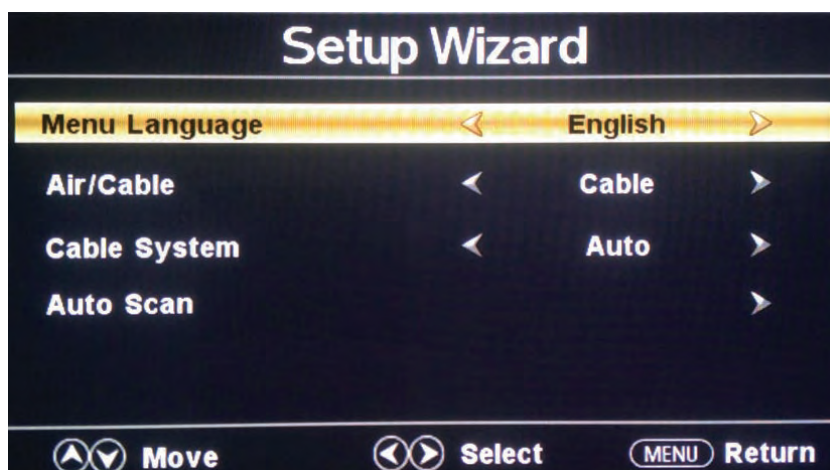 Setup Wizard
Menu Language English
Air/Cable Cable
Cable System Auto
Auto Scan
Move Select MENU Return